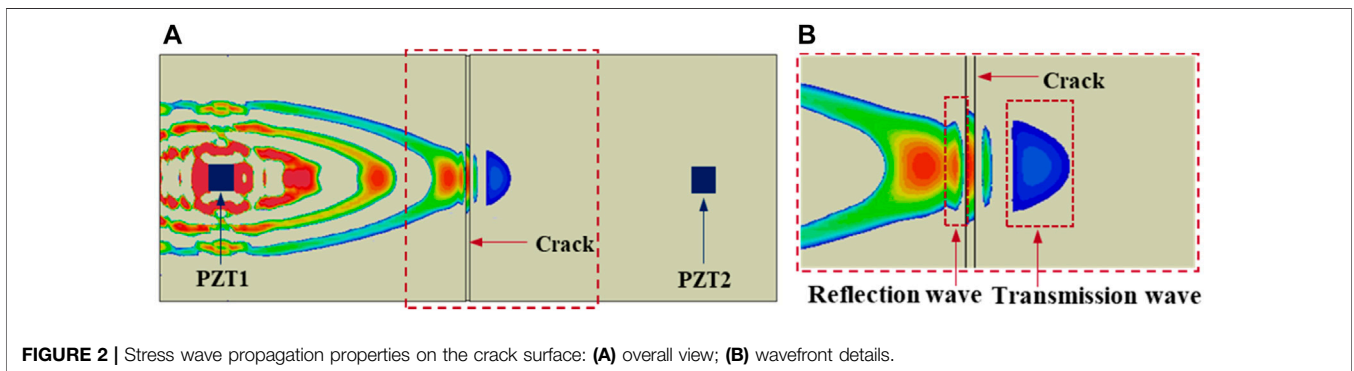 A
B
Crack
Crack
PZT1
PZT2
Reflection wave
Transmission wave
FIGURE 2 | Stress wave propagation properties on the crack surface: (A) overall view; (B) wavefront details.